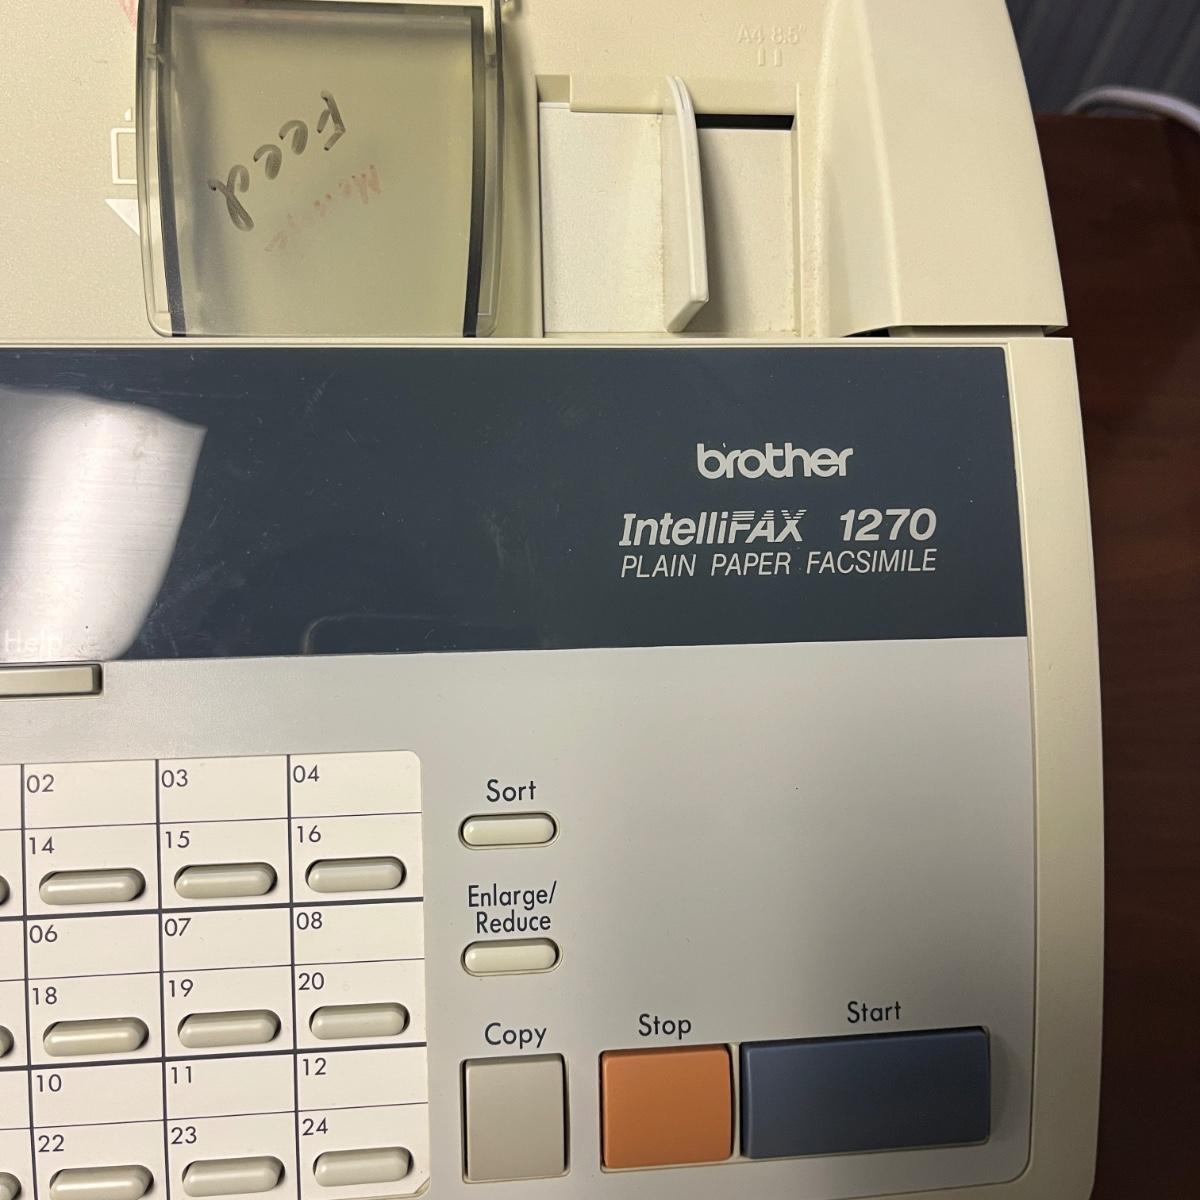 A4 8.5"
Feed
brother
IntelliFAX 1270
PLAIN PAPER FACSIMILE
Help
02 03 04
14 15 16
06 07 08
18 19 20
10 11 12
22 23 24
Sort
Enlarge/
Reduce
Copy
Stop
Start